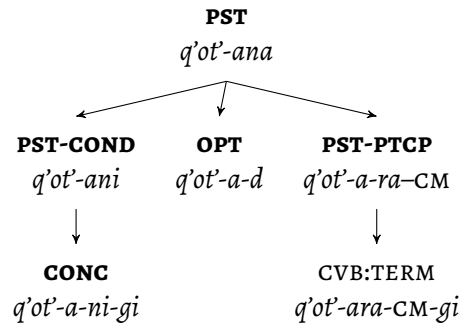 PST
q'ot'-ana
PST-COND OPT PST-PTCP
q'ot'-ani q'ot'-a-d q'ot'-a-ra–CM
CONC CVB:TERM
q'ot'-a-ni-gi q'ot'-ara-CM-gi